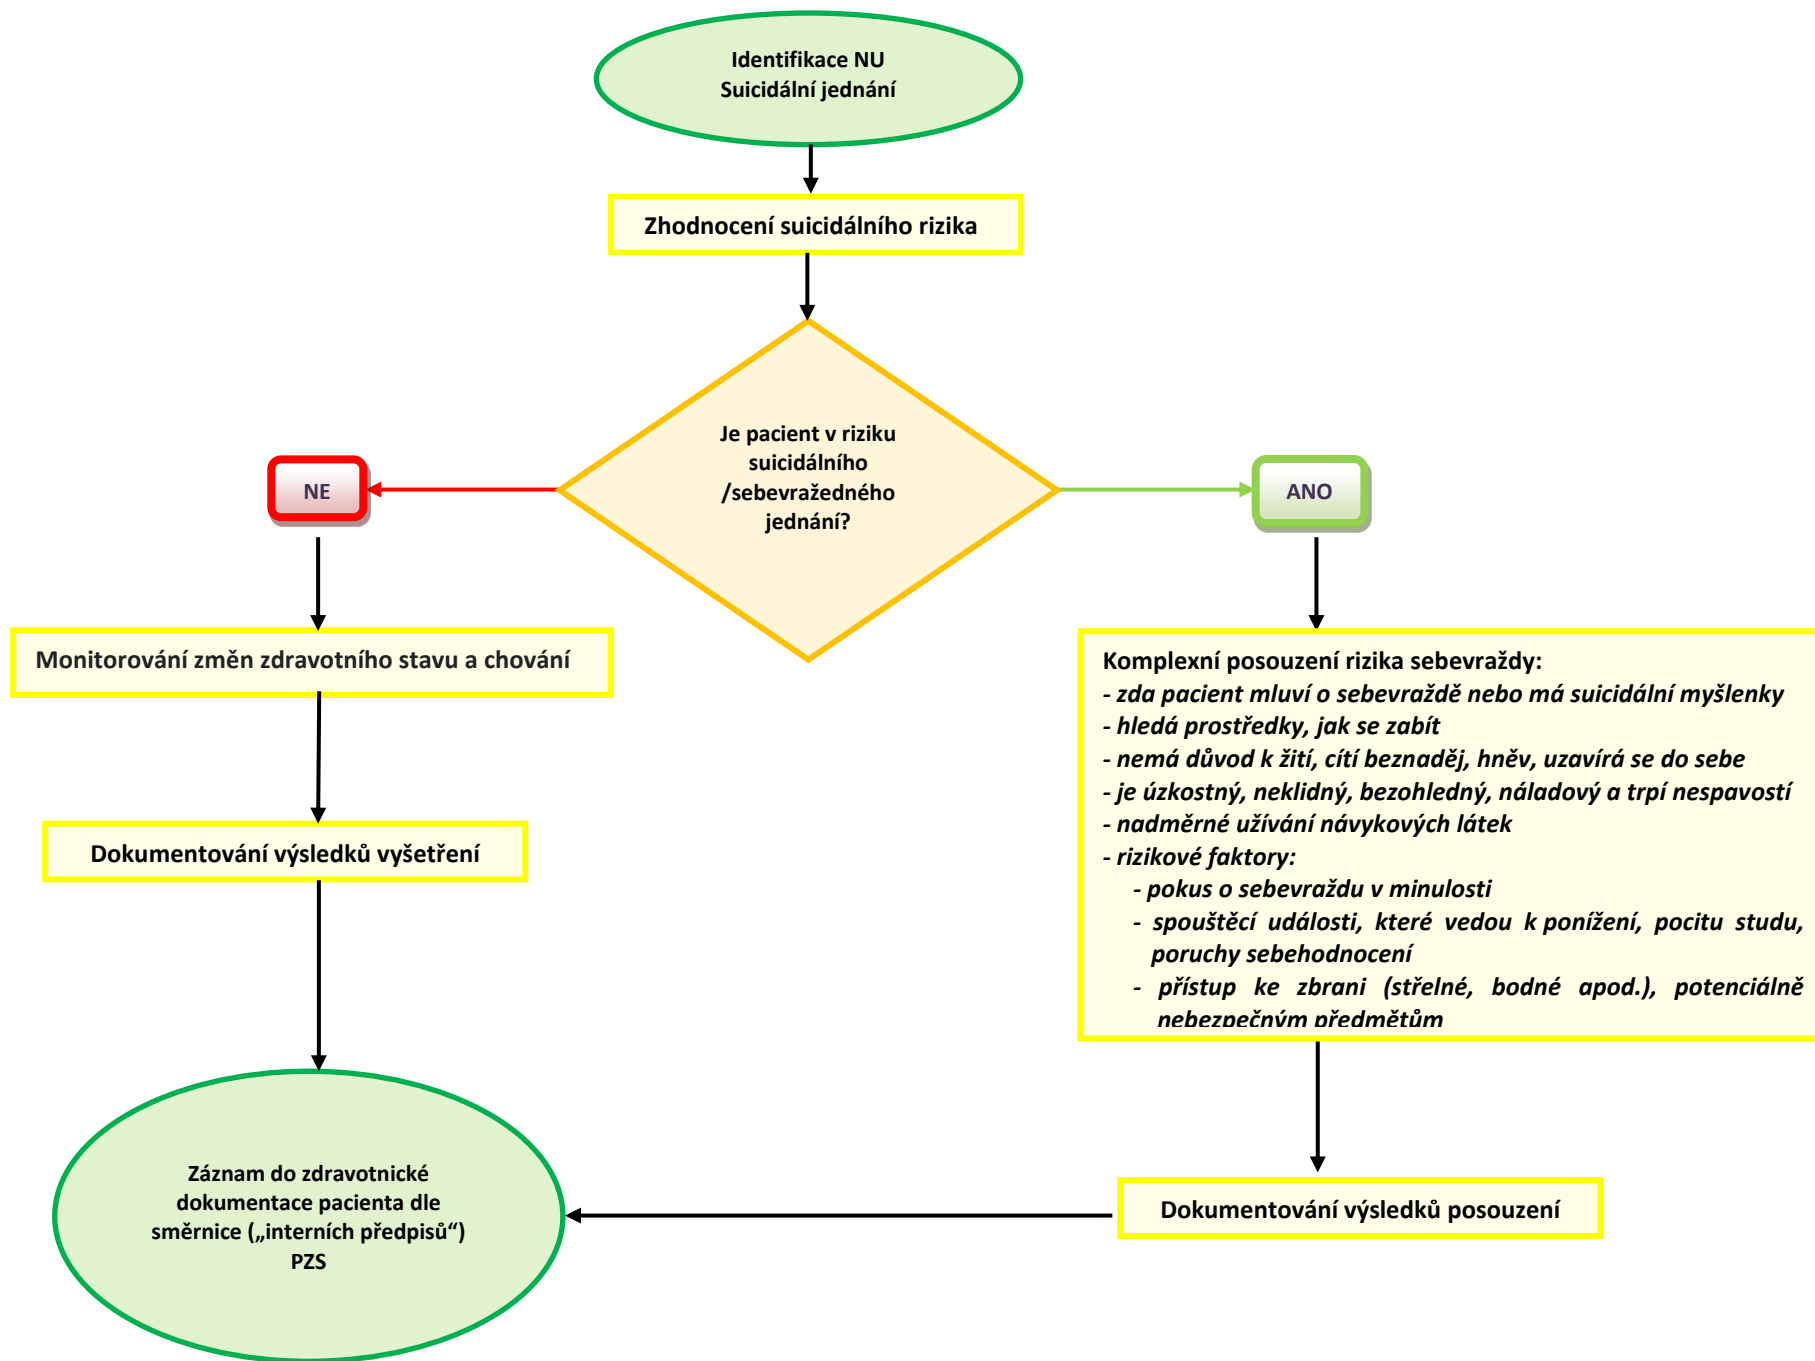 Identifikace NU
Suicidální jednání
Zhodnocení suicidálního rizika
Je pacient v riziku
suicidálního
/sebevražedného
jednání?
NE
ANO
Monitorování změn zdravotního stavu a chování
Dokumentování výsledků vyšetření
Komplexní posouzení rizika sebevraždy:
- zda pacient mluví o sebevraždě nebo má suicidální myšlenky
- hledá prostředky, jak se zabít
- nemá důvod k žití, cítí beznaděj, hněv, uzavírá se do sebe
- je úzkostný, neklidný, bezohledný, náladový a trpí nespavostí
- nadměrné užívání návykových látek
- rizikové faktory:
- pokus o sebevraždu v minulosti
- spouštěcí události, které vedou k ponížení, pocitu studu,
poruchy sebehodnocení
- přístup ke zbrani (střelné, bodné apod.), potenciálně
nebezpečným předmětům
Záznam do zdravotnické
dokumentace pacienta dle
směrnice („interních předpisů“)
PZS
Dokumentování výsledků posouzení